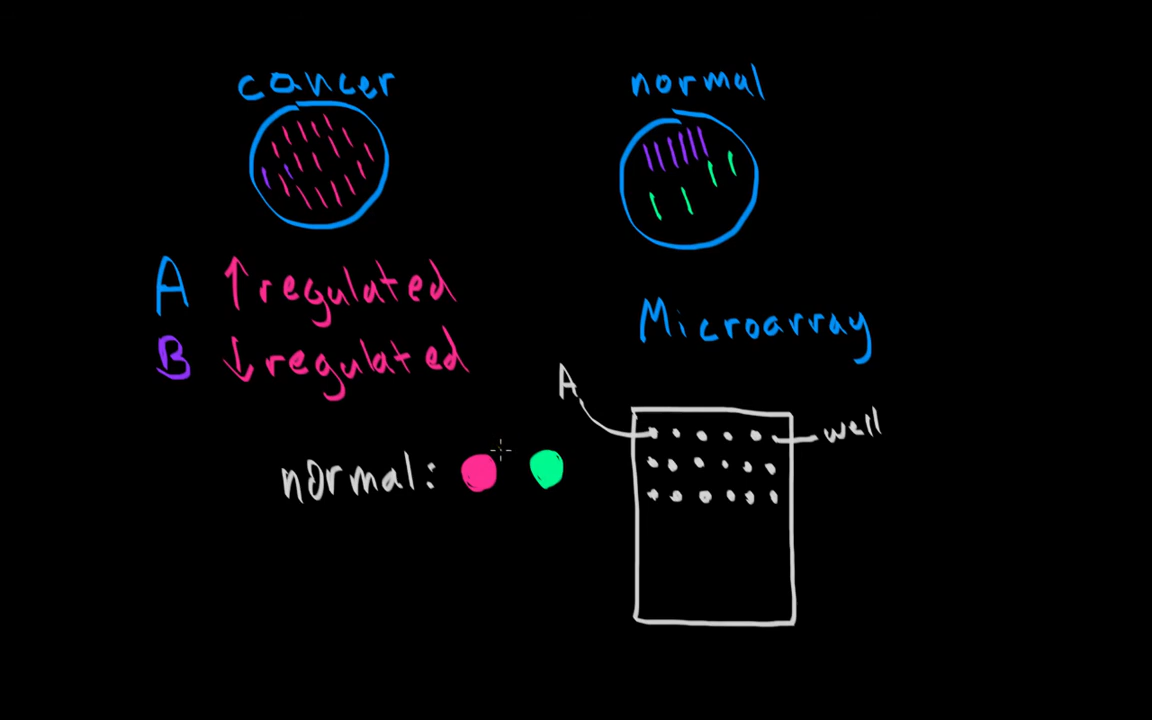 cancer
normal
A ↑regulated
B ↓regulated
Microarray
A
well
normal: